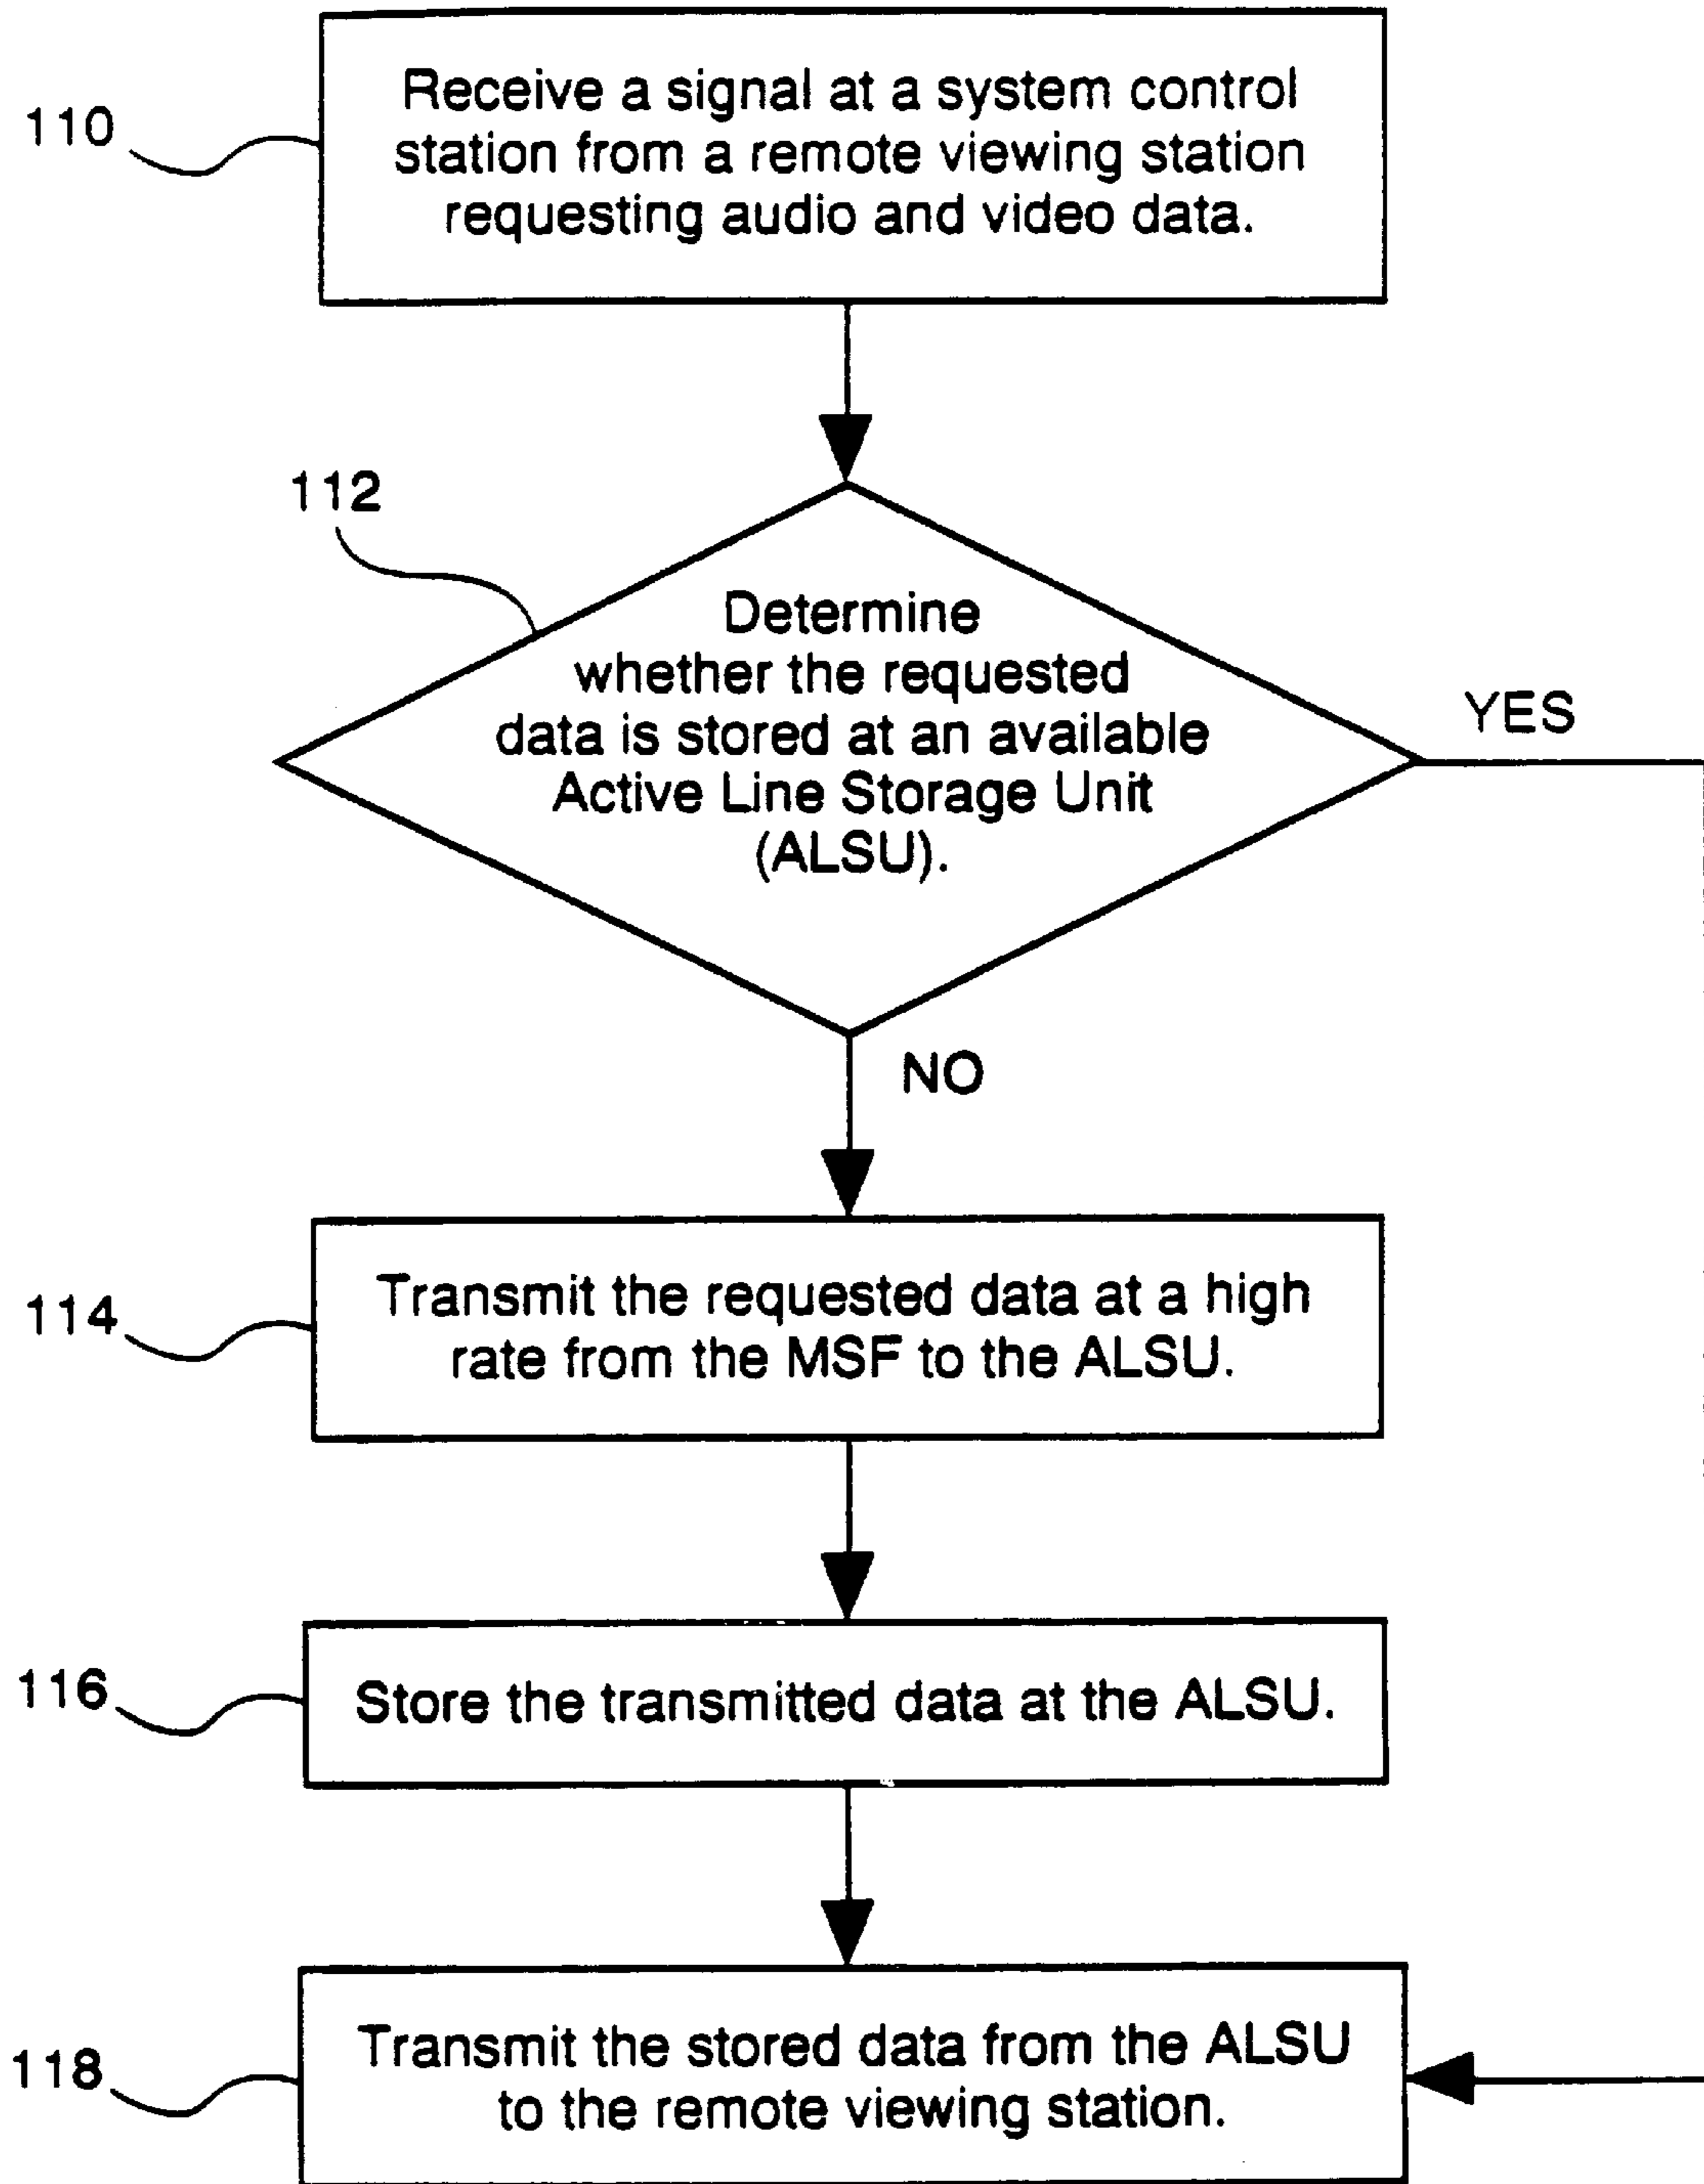 110
Receive a signal at a system control
station from a remote viewing station
requesting audio and video data.
112
Determine
whether the requested
data is stored at an available
Active Line Storage Unit
(ALSU).
YES
NO
114
Transmit the requested data at a high
rate from the MSF to the ALSU.
116
Store the transmitted data at the ALSU.
118
Transmit the stored data from the ALSU
to the remote viewing station.